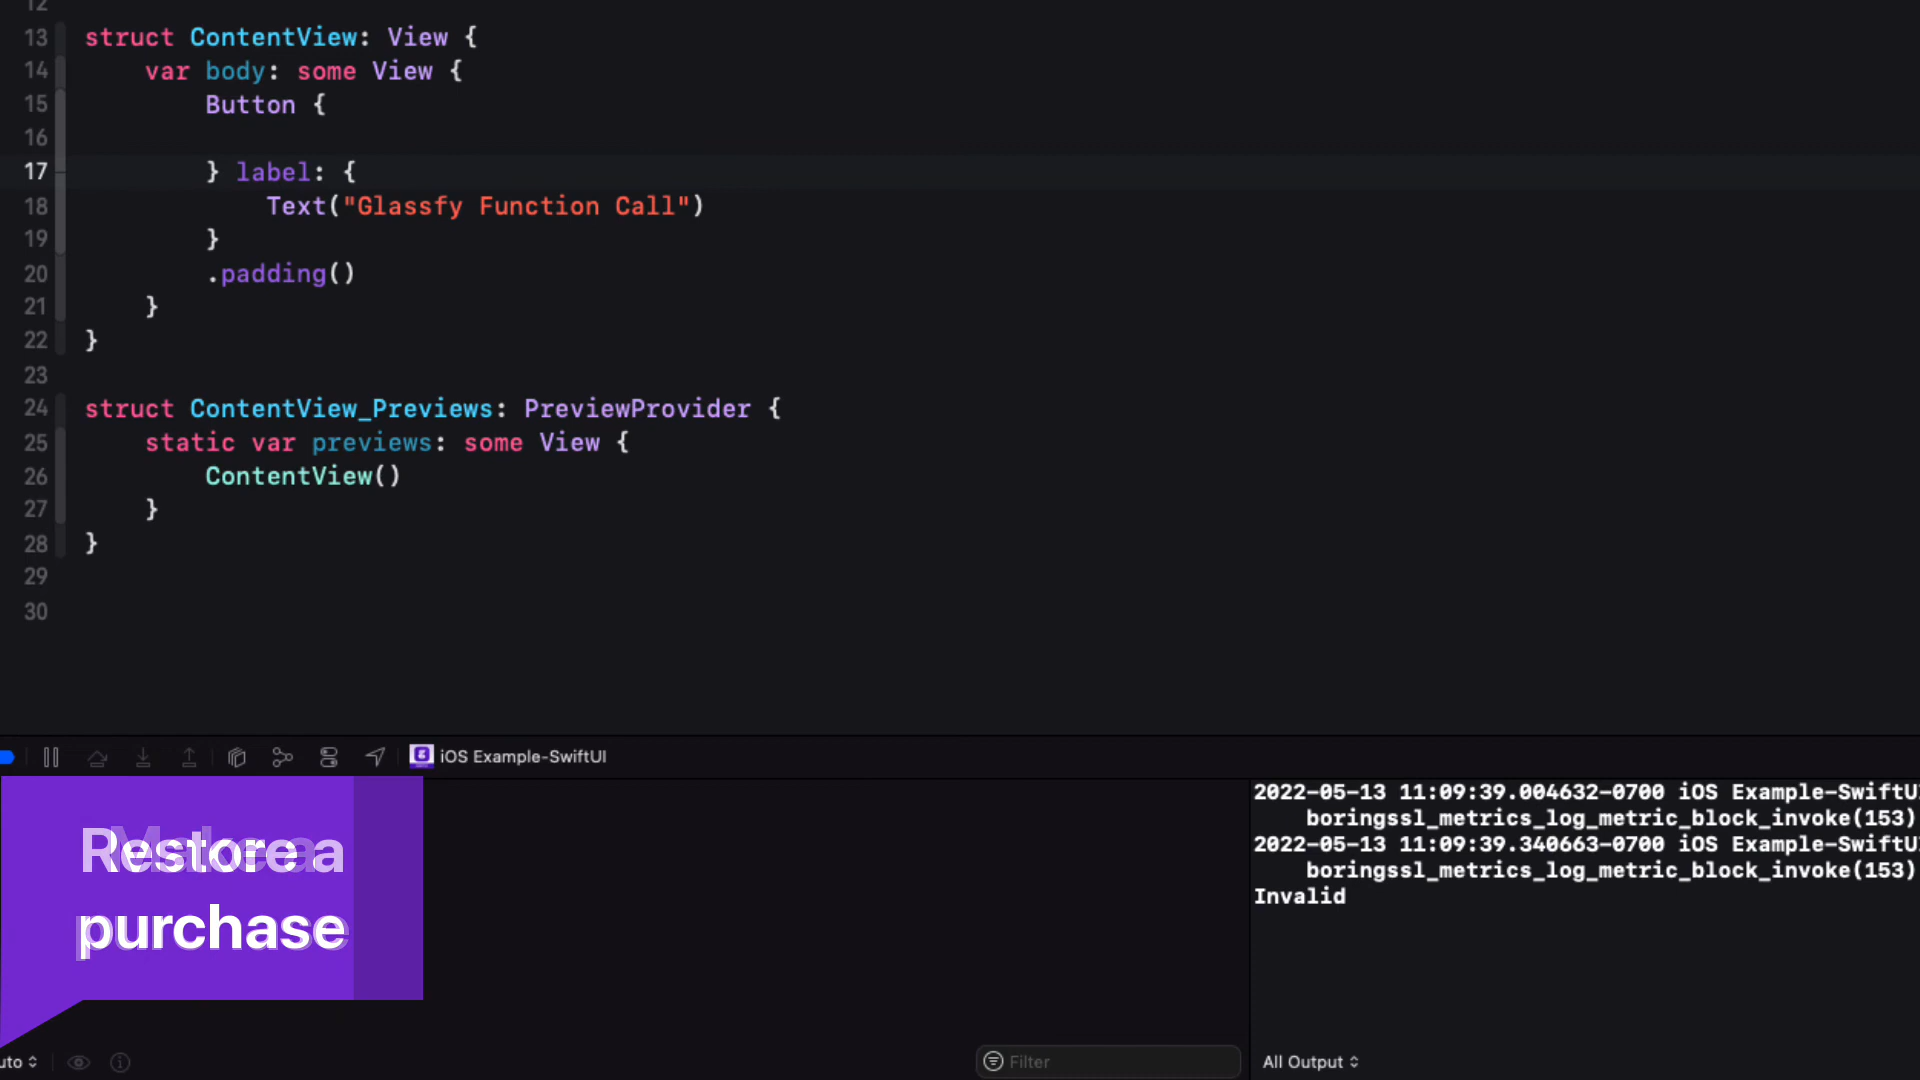 12
13 struct ContentView: View {
14 var body: some View {
15 Button {
16
17 } label: {
18 Text("Glassfy Function Call")
19 }
20 .padding()
21 }
22 }
23
24 struct ContentView_Previews: PreviewProvider {
25 static var previews: some View {
26 ContentView()
27 }
28 }
29
30
iOS Example-SwiftUI
Restore a
purchase
2022-05-13 11:09:39.004632-0700 iOS Example-SwiftUI
boringssl_metrics_log_metric_block_invoke(153)
2022-05-13 11:09:39.340663-0700 iOS Example-SwiftUI
boringssl_metrics_log_metric_block_invoke(153)
Invalid
uto
Filter
All Output